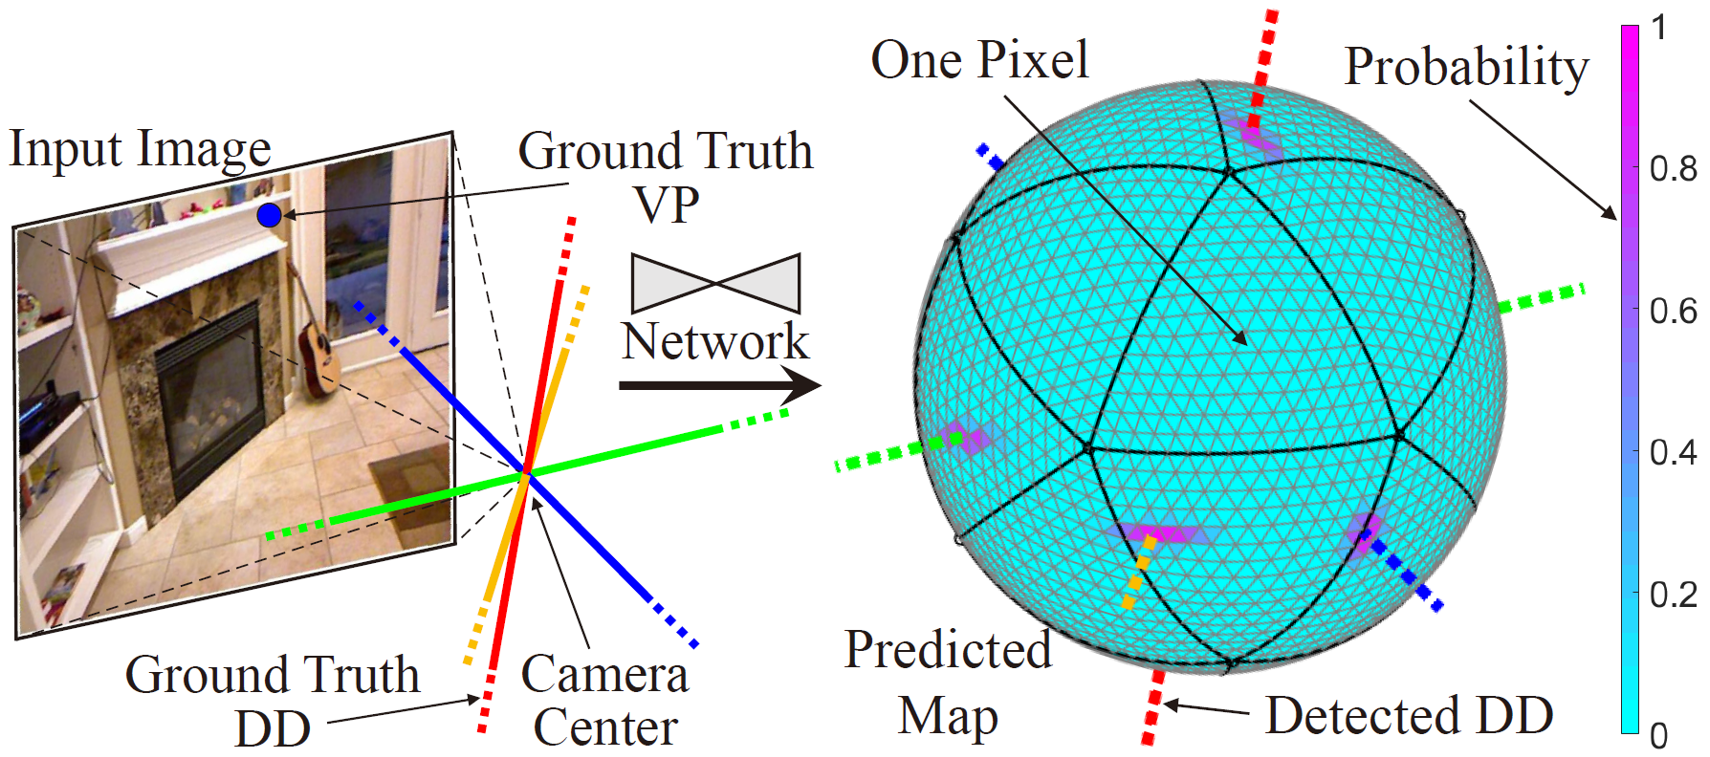 Input Image
Ground Truth
VP
Network
Ground Truth
DD
Camera
Center
One Pixel
Probability
Predicted
Map
Detected DD
1
0.8
0.6
0.4
0.2
0